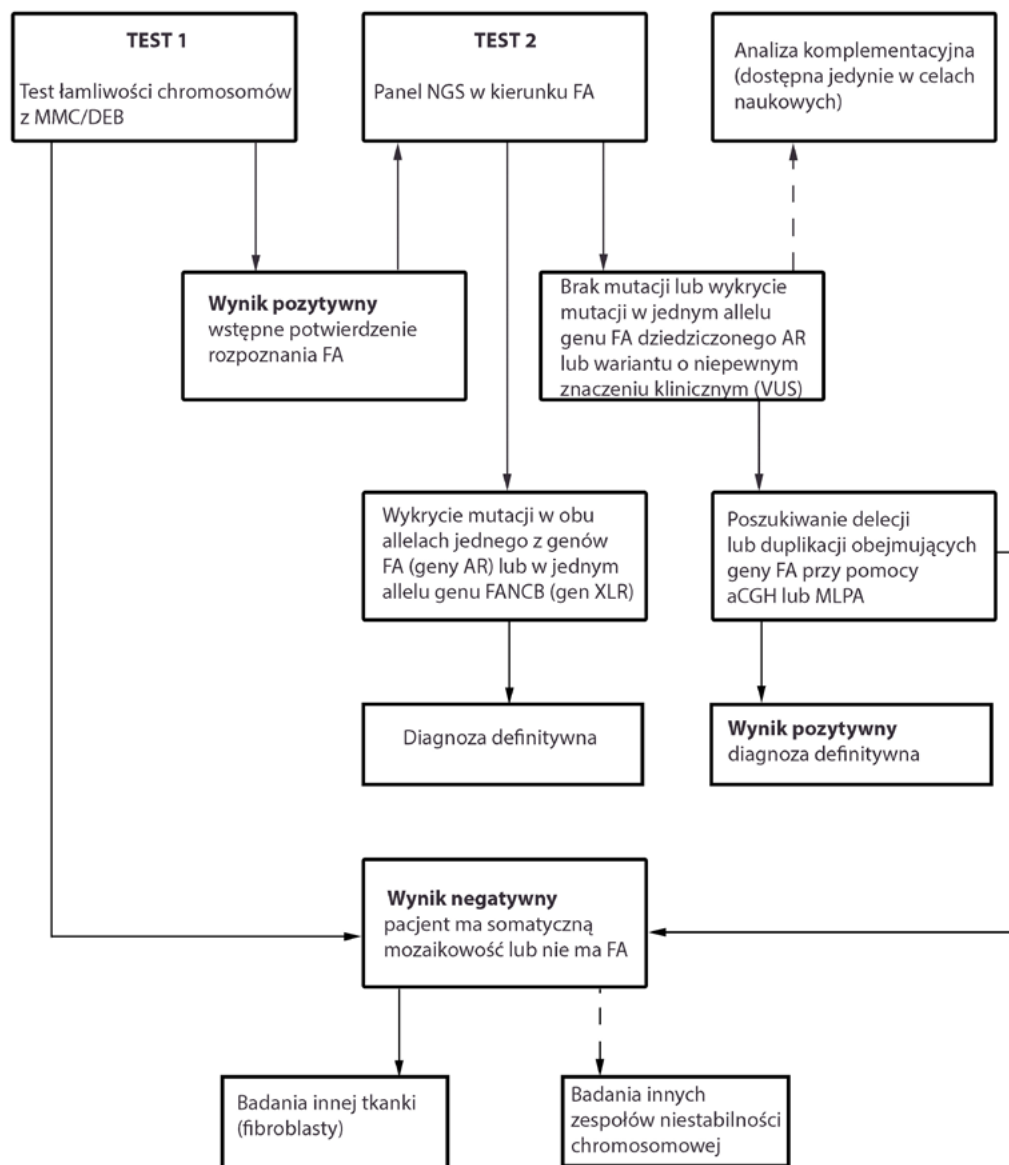 TEST 1
Test łamliwości chromosomów
z MMC/DEB
TEST 2
Panel NGS w kierunku FA
Analiza komplementacyjna
(dostępna jedynie w celach
naukowych)
Wynik pozytywny
wstępne potwierdzenie
rozpoznania FA
Brak mutacji lub wykrycie
mutacji w jednym allelu
genu FA dziedziczonego AR
lub wariantu o niepewnym
znaczeniu klinicznym (VUS)
Wykrycie mutacji w obu
allelach jednego z genów
FA (geny AR) lub w jednym
allelu genu FANCB (gen XLR)
Poszukiwanie delecji
lub duplikacji obejmujących
geny FA przy pomocy
aCGH lub MLPA
Diagnoza definitywna
Wynik pozytywny
diagnoza definitywna
Wynik negatywny
pacjent ma somatyczną
mozaikowość lub nie ma FA
Badania innej tkanki
(fibroblasty)
Badania innych
zespołów niestabilności
chromosomowej